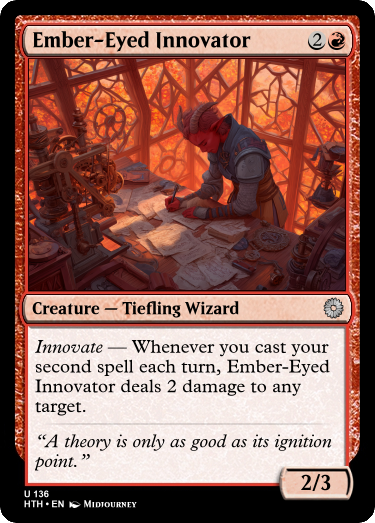 Ember-Eyed Innovator 2
Creature — Tiefling Wizard
Innovate — Whenever you cast your
second spell each turn, Ember-Eyed
Innovator deals 2 damage to any
target.
“A theory is only as good as its ignition
point.”
2/3
U 136
HTH • EN Midjourney